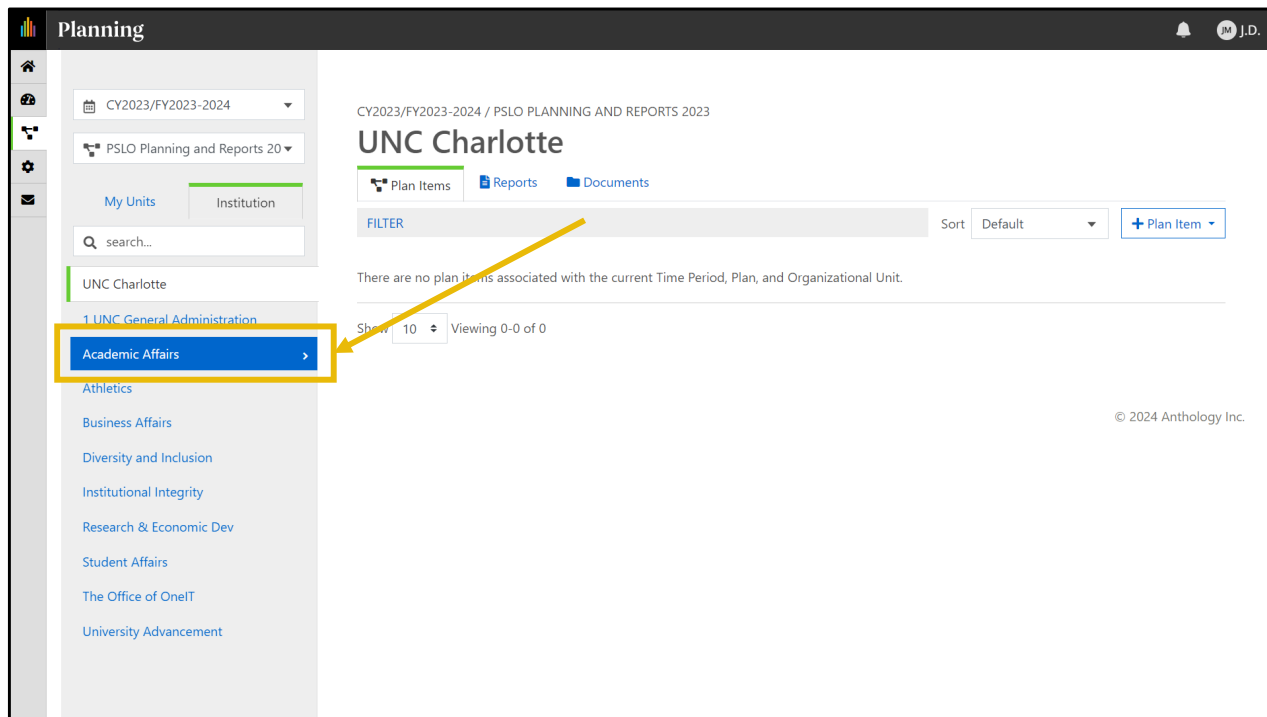 Planning
JM J.D.
CY2023/FY2023-2024
PSLO Planning and Reports 20
My Units Institution
search...
UNC Charlotte
1 UNC General Administration
Academic Affairs
Athletics
Business Affairs
Diversity and Inclusion
Institutional Integrity
Research & Economic Dev
Student Affairs
The Office of OneIT
University Advancement
CY2023/FY2023-2024 / PSLO PLANNING AND REPORTS 2023
UNC Charlotte
Plan Items Reports Documents
FILTER Sort Default + Plan Item
There are no plan items associated with the current Time Period, Plan, and Organizational Unit.
Show 10 Viewing 0-0 of 0
© 2024 Anthology Inc.